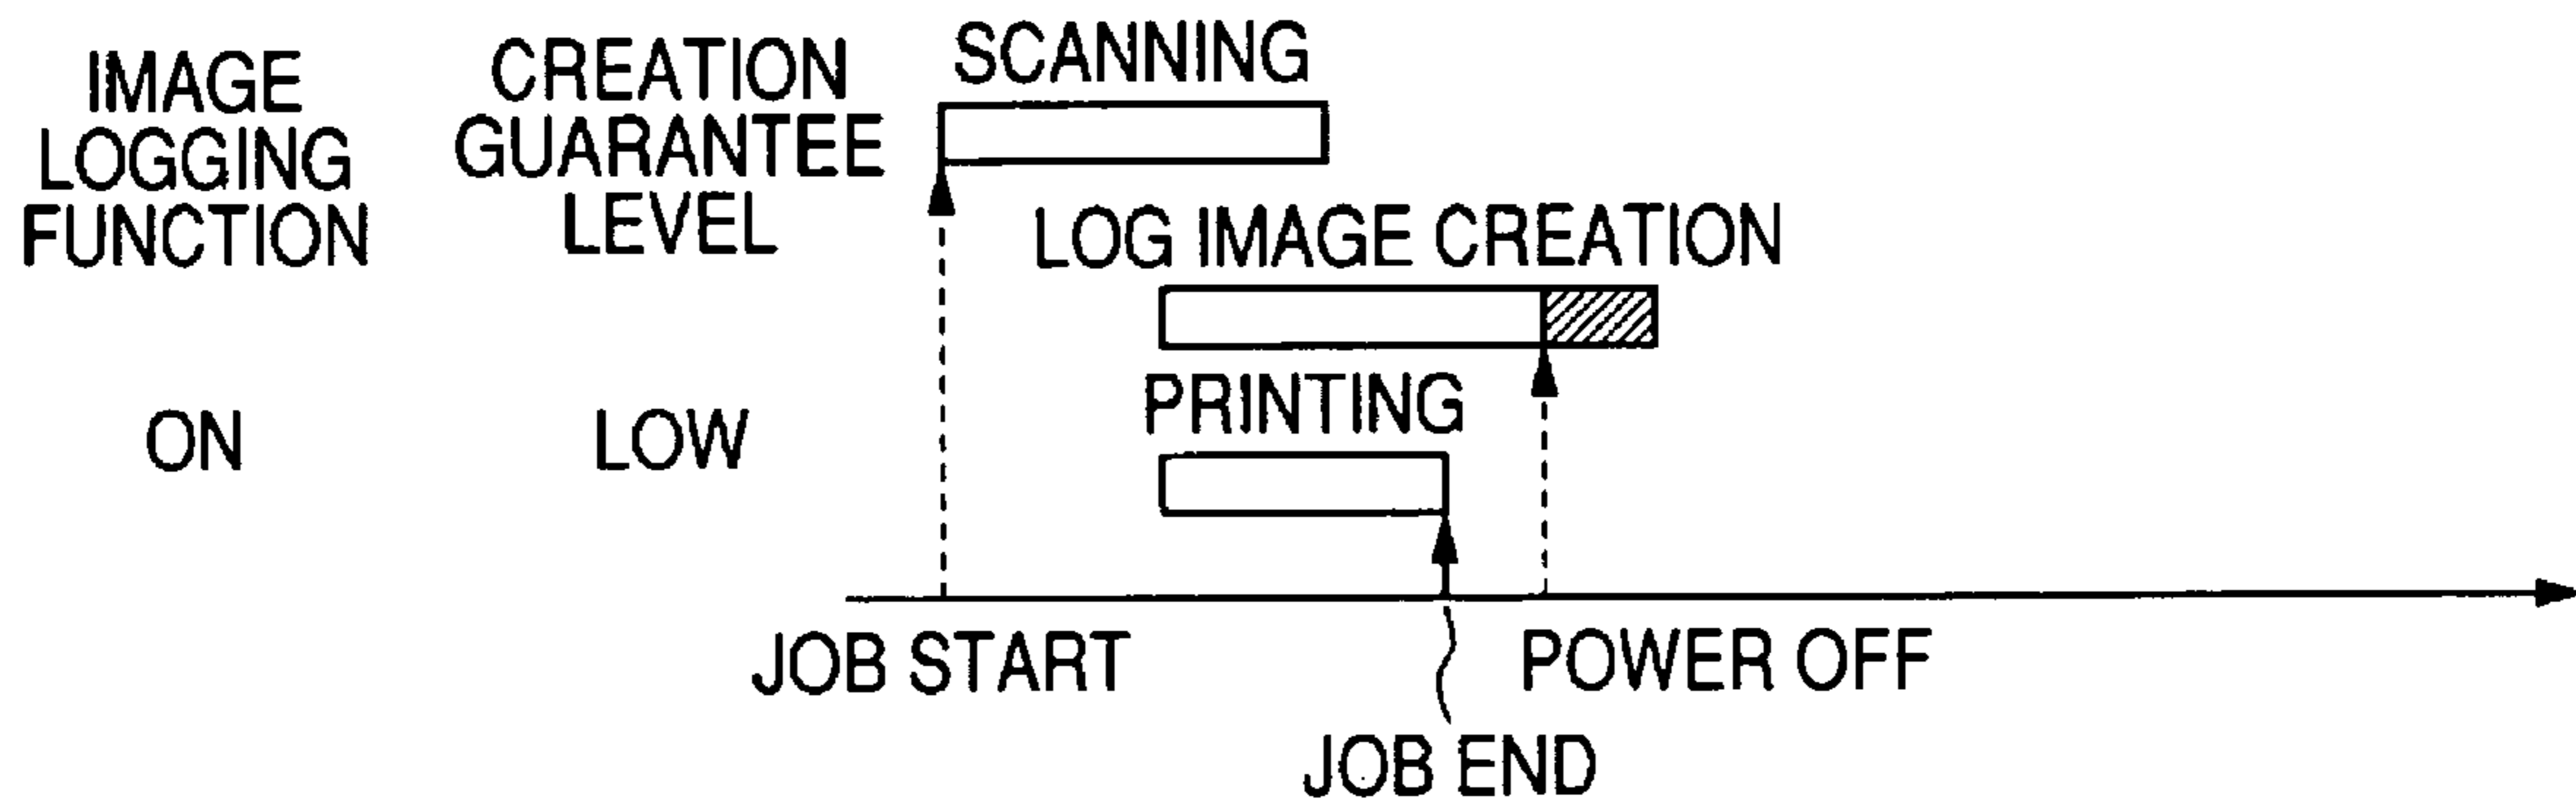 IMAGE
LOGGING
FUNCTION
CREATION
GUARANTEE
LEVEL
SCANNING
LOG IMAGE CREATION
PRINTING
ON
LOW
JOB START
POWER OFF
JOB END